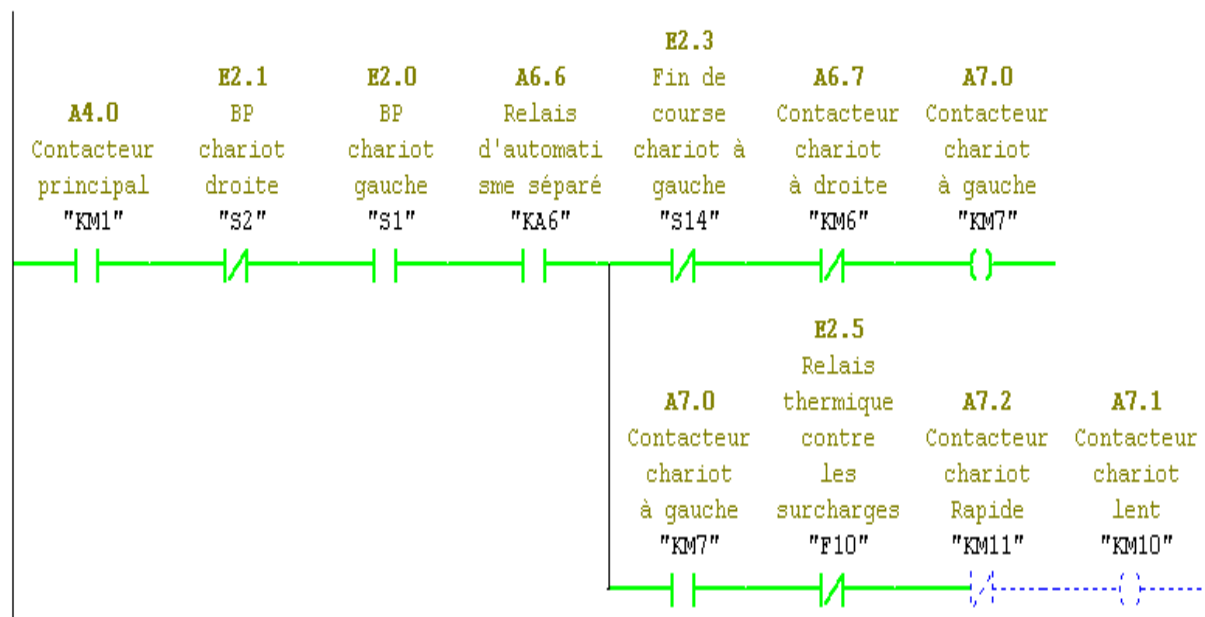 A4.0
Contacteur
principal
"KM1"
E2.1
BP
chariot
droite
"S2"
E2.0
BP
chariot
gauche
"S1"
A6.6
Relais
d'automati
sme séparé
"KA6"
E2.3
Fin de
course
chariot à
gauche
"S14"
A6.7
Contacteur
chariot
à droite
"KM6"
A7.0
Contacteur
chariot
à gauche
"KM7"
A7.0
Contacteur
chariot
à gauche
"KM7"
E2.5
Relais
thermique
contre
les
surcharges
"F10"
A7.2
Contacteur
chariot
Rapide
"KM11"
A7.1
Contacteur
chariot
lent
"KM10"